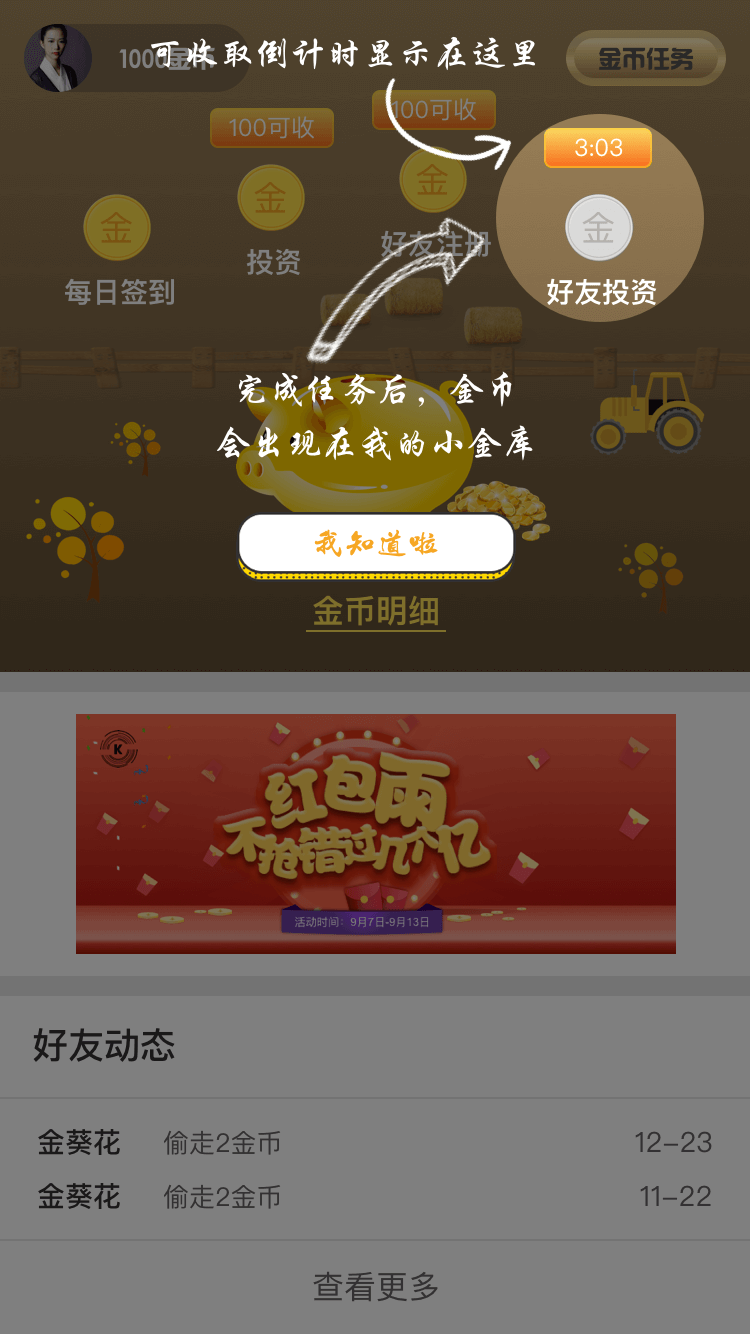 可收取倒计时显示在这里
1000金币
金币任务
100可收
100可收
3:03
金
金
金
金
每日签到
投资
好友注册
好友投资
完成任务后，金币
会出现在我的小金库
我知道啦
金币明细
K
红包雨
不抢错过几个亿
活动时间：9月7日-9月13日
好友动态
金葵花 偷走2金币 12-23
金葵花 偷走2金币 11-22
查看更多